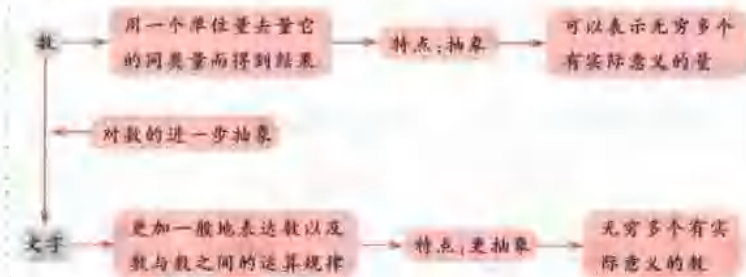 数
用一个单位量去量它
的同类量而得到结果
特点:抽象
可以表示无穷多个
有实际意义的量
对数的进一步抽象
文字
更加一般地表达数以及
数与数之间的运算规律
特点:更抽象
无穷多个有实
际意义的数